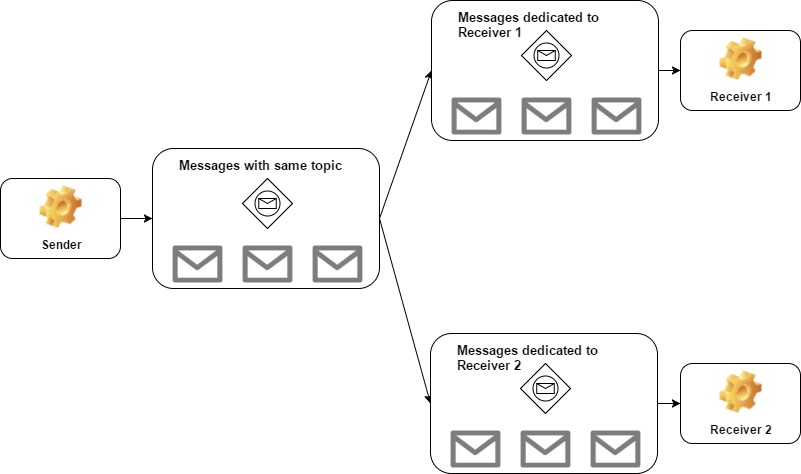 Messages dedicated to
Receiver 1
Receiver 1
Messages with same topic
Sender
Messages dedicated to
Receiver 2
Receiver 2